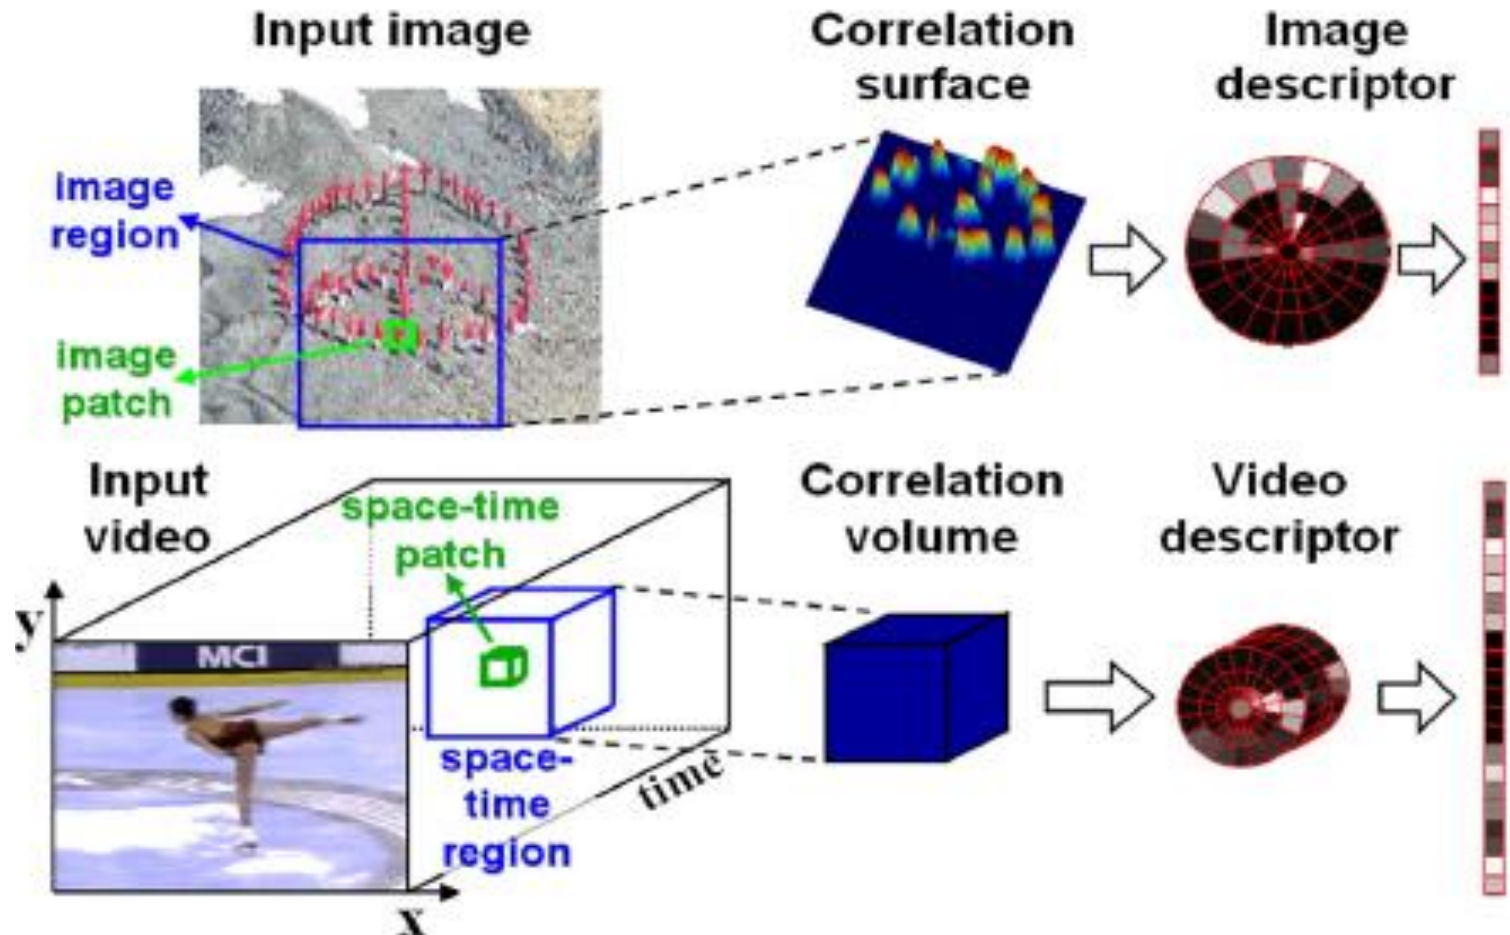 Input image
Correlation
surface
Image
descriptor
image
region
image
patch
Input
video
space-time
patch
Correlation
volume
Video
descriptor
y
MCI
space-
time
region
time
x